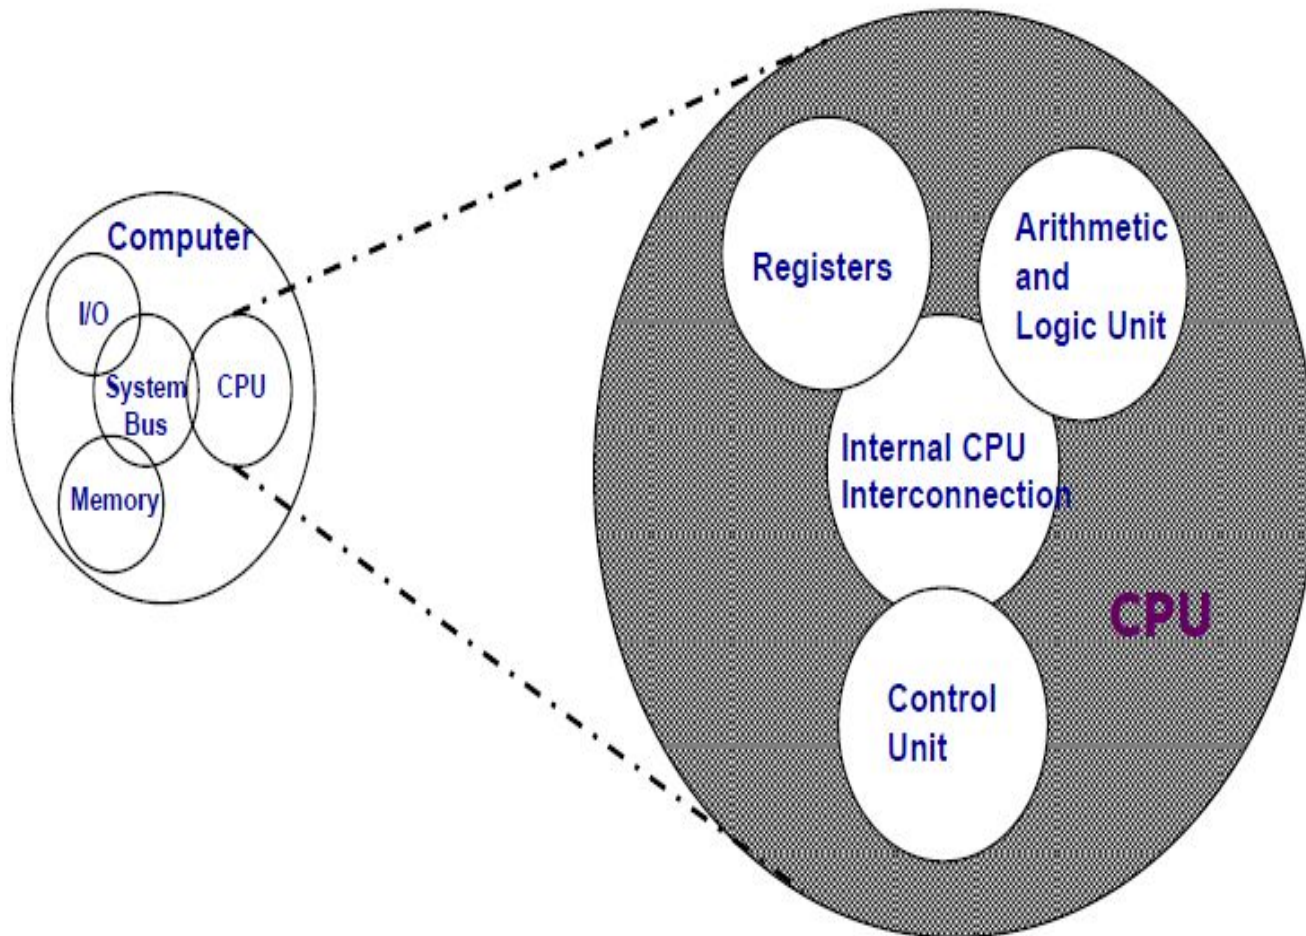 Computer
I/O
System
Bus
CPU
Memory
Registers
Arithmetic
and
Logic Unit
Internal CPU
Interconnection
CPU
Control
Unit